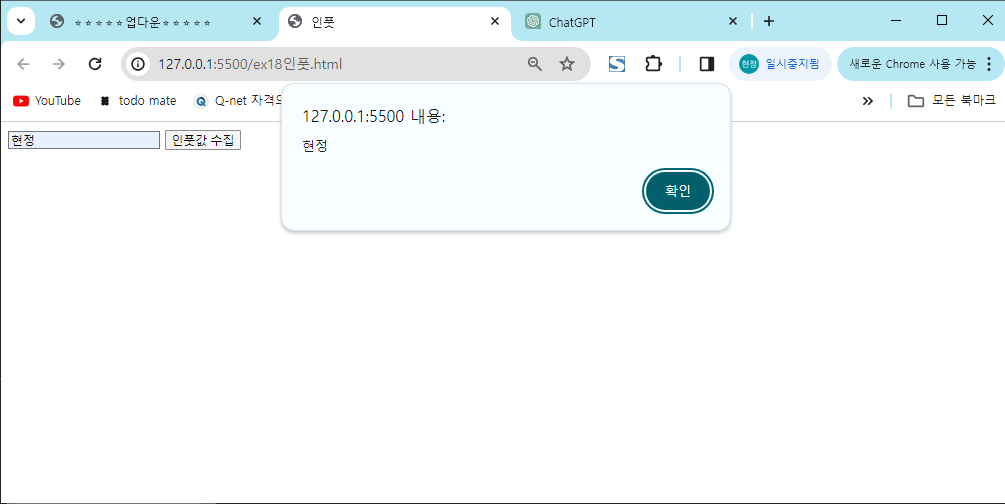 ☆☆☆☆☆업다운☆☆☆☆☆
인풋
ChatGPT
127.0.0.1:5500/ex18인풋.html
현정
일시중지됨
새로운 Chrome 사용 가능
YouTube
todo mate
Q-net 자격으
모든 북마크
현정
인풋값 수집
127.0.0.1:5500 내용:
현정
확인